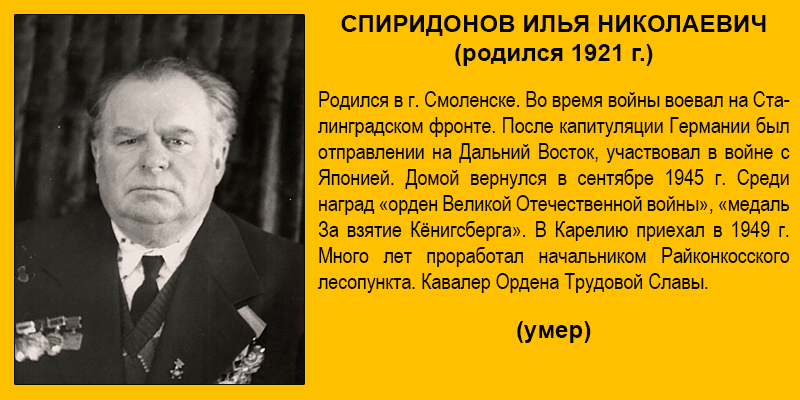 СПИРИДОНОВ ИЛЬЯ НИКОЛАЕВИЧ
(родился 1921 г.)
Родился в г. Смоленске. Во время войны воевал на Ста-
линградском фронте. После капитуляции Германии был
отправлении на Дальний Восток, участвовал в войне с
Японией. Домой вернулся в сентябре 1945 г. Среди
наград «орден Великой Отечественной войны», «медаль
За взятие Кёнигсберга». В Карелию приехал в 1949 г.
Много лет проработал начальником Райконкосского
лесопункта. Кавалер Ордена Трудовой Славы.
(умер)